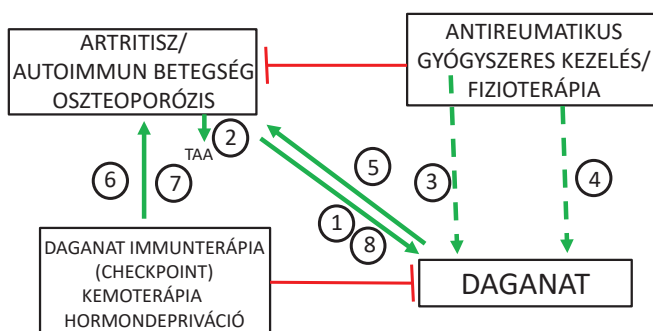 ARTRITISZ/
AUTOIMMUN BETEGSÉG
OSZTEOPORÓZIS
ANTIREUMATIKUS
GYÓGYSZERES KEZELÉS/
FIZIOTERÁPIA
TAA
2
6
7
5
1
8
3
4
DAGANAT IMMUNTERÁPIA
(CHECKPOINT)
KEMOTERÁPIA
HORMONDEPRIVÁCIÓ
DAGANAT